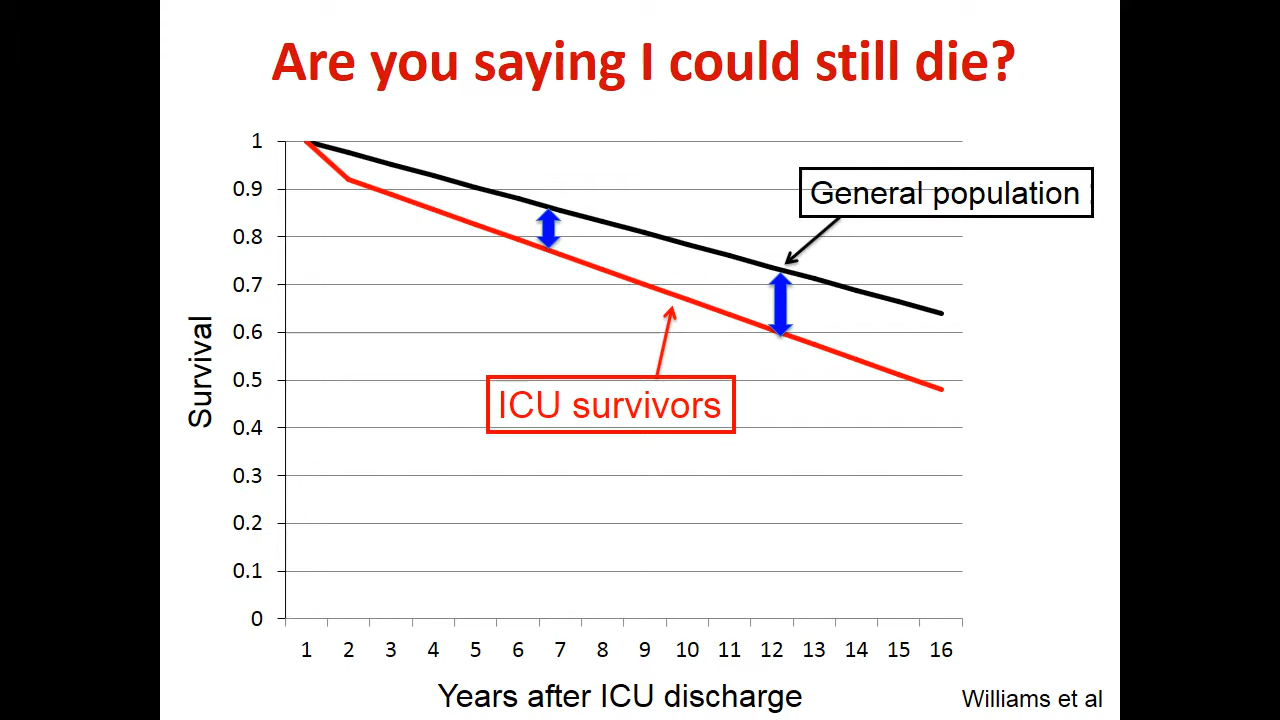 Are you saying I could still die?
1
0.9
0.8
0.7
0.6
0.5
0.4
0.3
0.2
0.1
0
Survival
General population
ICU survivors
1 2 3 4 5 6 7 8 9 10 11 12 13 14 15 16
Years after ICU discharge
Williams et al